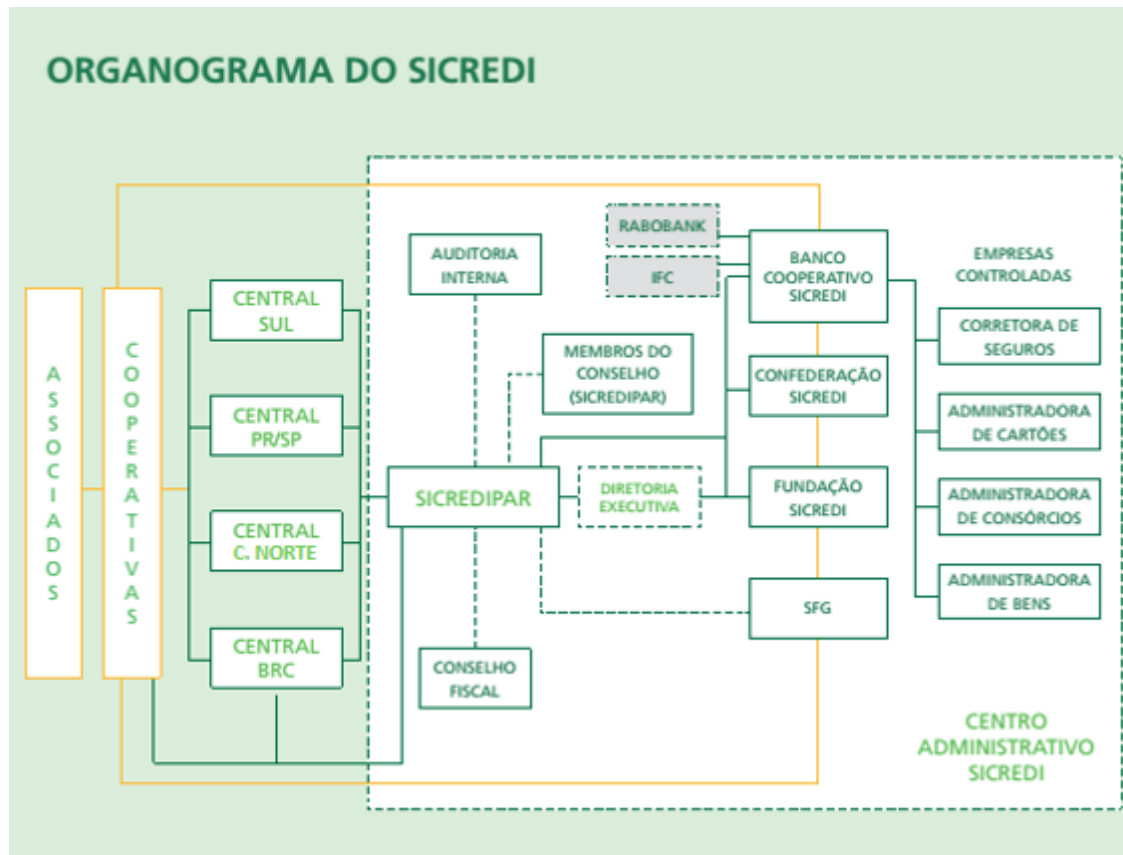 ORGANOGRAMA DO SICREDI
ASSOCIADOS
COOPERATIVAS
CENTRAL
SUL
CENTRAL
PR/SP
CENTRAL
C. NORTE
CENTRAL
BRC
AUDITORIA
INTERNA
MEMBROS DO
CONSELHO
(SICREDIPAR)
SICREDIPAR
DIRETORIA
EXECUTIVA
CONSELHO
FISCAL
RABOBANK
IFC
BANCO
COOPERATIVO
SICREDI
CONFEDERAÇÃO
SICREDI
FUNDAÇÃO
SICREDI
SFG
EMPRESAS
CONTROLADAS
CORRETORA DE
SEGUROS
ADMINISTRADORA
DE CARTÕES
ADMINISTRADORA
DE CONSÓRCIOS
ADMINISTRADORA
DE BENS
CENTRO
ADMINISTRATIVO
SICREDI